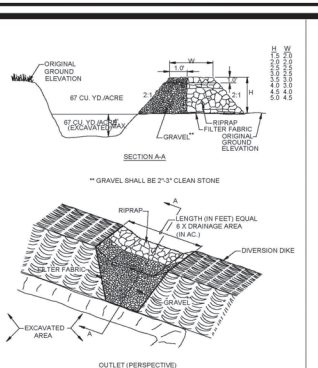 W
1.0'
H W
1.5 2.0
2.0 2.0
2.5 2.5
3.0 2.5
3.5 3.0
4.0 3.0
4.5 4.0
5.0 4.5
ORIGINAL
GROUND
ELEVATION
2:1
2:1
H
67 CU. YD./ACRE
67 CU. YD./ACRE
(EXCAVATED)
MAX.
RIPRAP
FILTER FABRIC
GRAVEL**
ORIGINAL
GROUND
ELEVATION
SECTION A-A
** GRAVEL SHALL BE 2"-3" CLEAN STONE
A
RIPRAP
LENGTH (IN FEET) EQUAL
6 X DRAINAGE AREA
(IN AC.)
DIVERSION DIKE
FILTER FABRIC
GRAVEL
EXCAVATED
AREA
A
OUTLET (PERSPECTIVE)